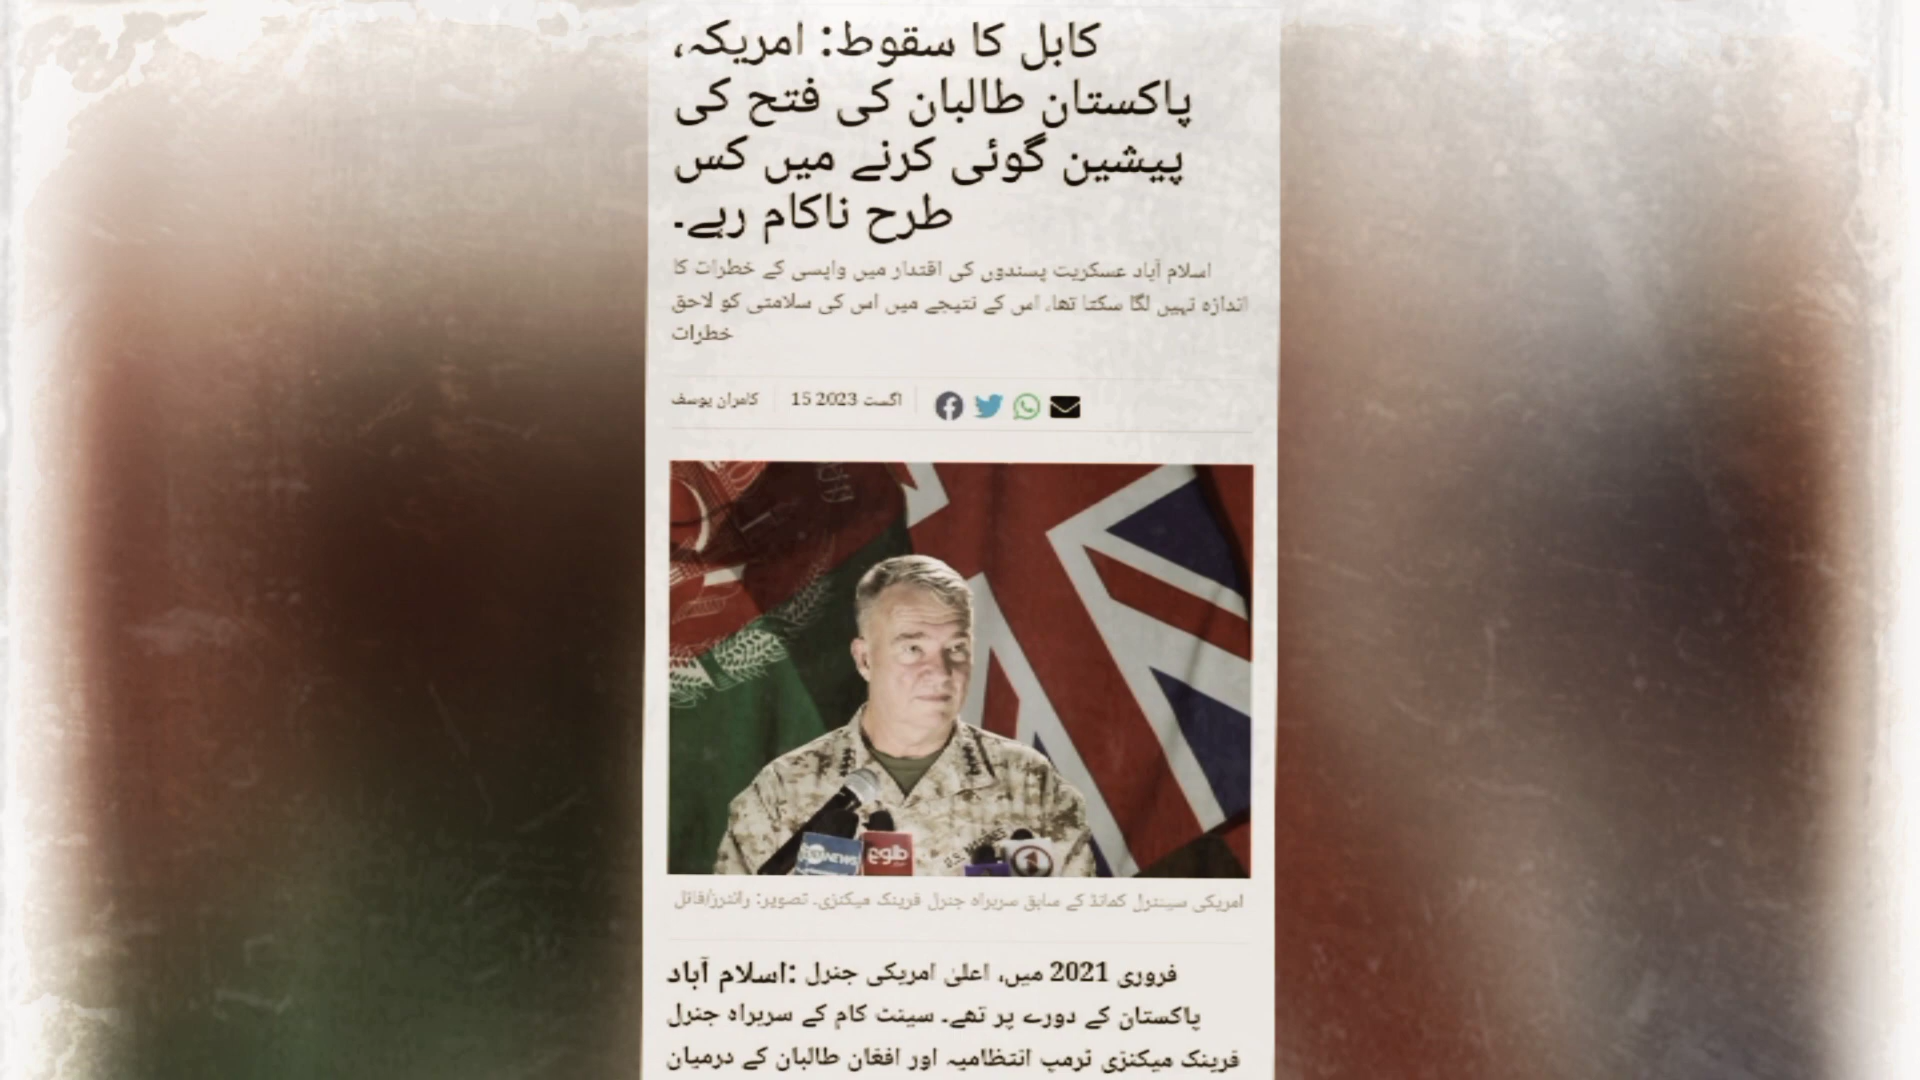 کابل کا سقوط: امریکہ،
پاکستان طالبان کی فتح کی
پیشین گوئی کرنے میں کس
طرح ناکام رہے۔
اسلام آباد عسکریت پسندوں کی اقتدار میں واپسی کے خطرات کا
اندازہ نہیں لگا سکتا تھا۔ اس کے نتیجے میں اس کی سلامتی کو لاحق
خطرات
کامران یوسف
اگست 2023 15
NEWS
طلوع
U.S. MARINES
امریکی سینٹرل کمانڈ کے سابق سربراہ جنرل فرینک میکنزی۔ تصویر: رائٹرز/فائل
فروری 2021 میں، اعلیٰ امریکی جنرل :اسلام آباد
پاکستان کے دورے پر تھے۔ سینٹ کام کے سربراہ جنرل
فرینک میکنزی ٹرمپ انتظامیہ اور افغان طالبان کے درمیان